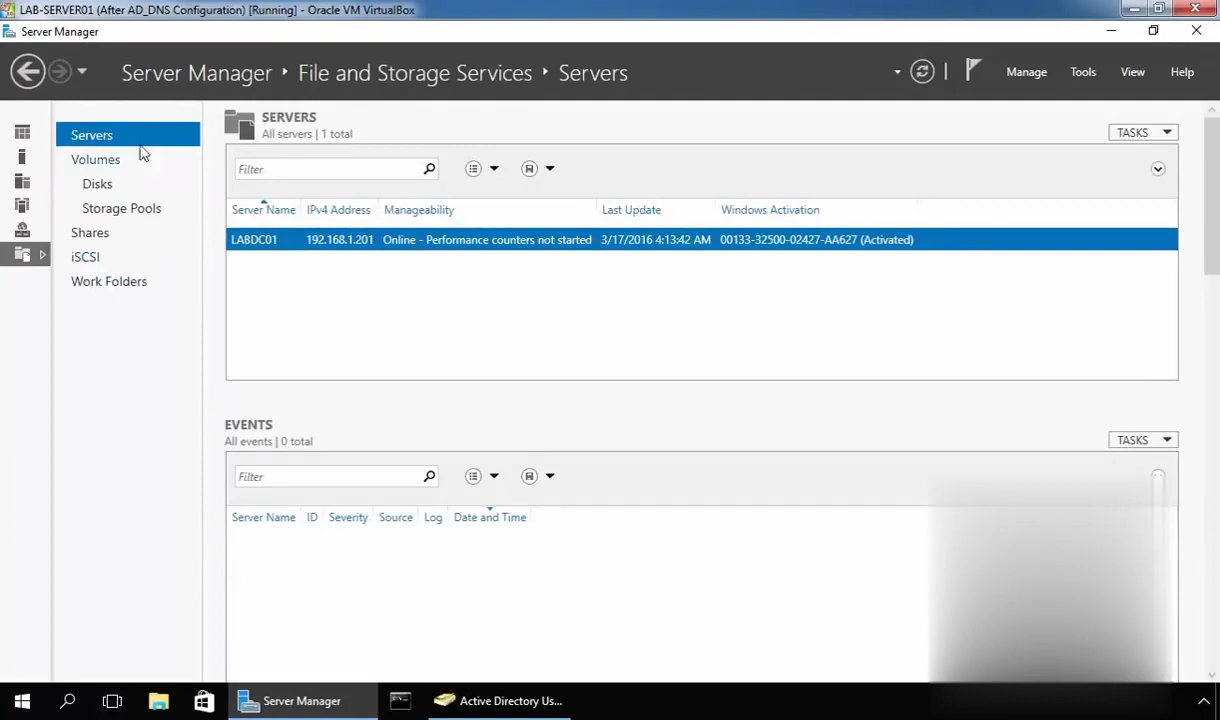 LAB-SERVER01 (After AD_DNS Configuration) [Running] - Oracle VM VirtualBox
Server Manager
Server Manager ‣ File and Storage Services ‣ Servers
Manage Tools View Help
Servers
Volumes
Disks
Storage Pools
Shares
iSCSI
Work Folders
SERVERS
All servers | 1 total
TASKS
Filter
Server Name IPv4 Address Manageability Last Update Windows Activation
LABDC01 192.168.1.201 Online - Performance counters not started 3/17/2016 4:13:42 AM 00133-32500-02427-AA627 (Activated)
EVENTS
All events | 0 total
TASKS
Filter
Server Name ID Severity Source Log Date and Time
Server Manager
Active Directory Us...